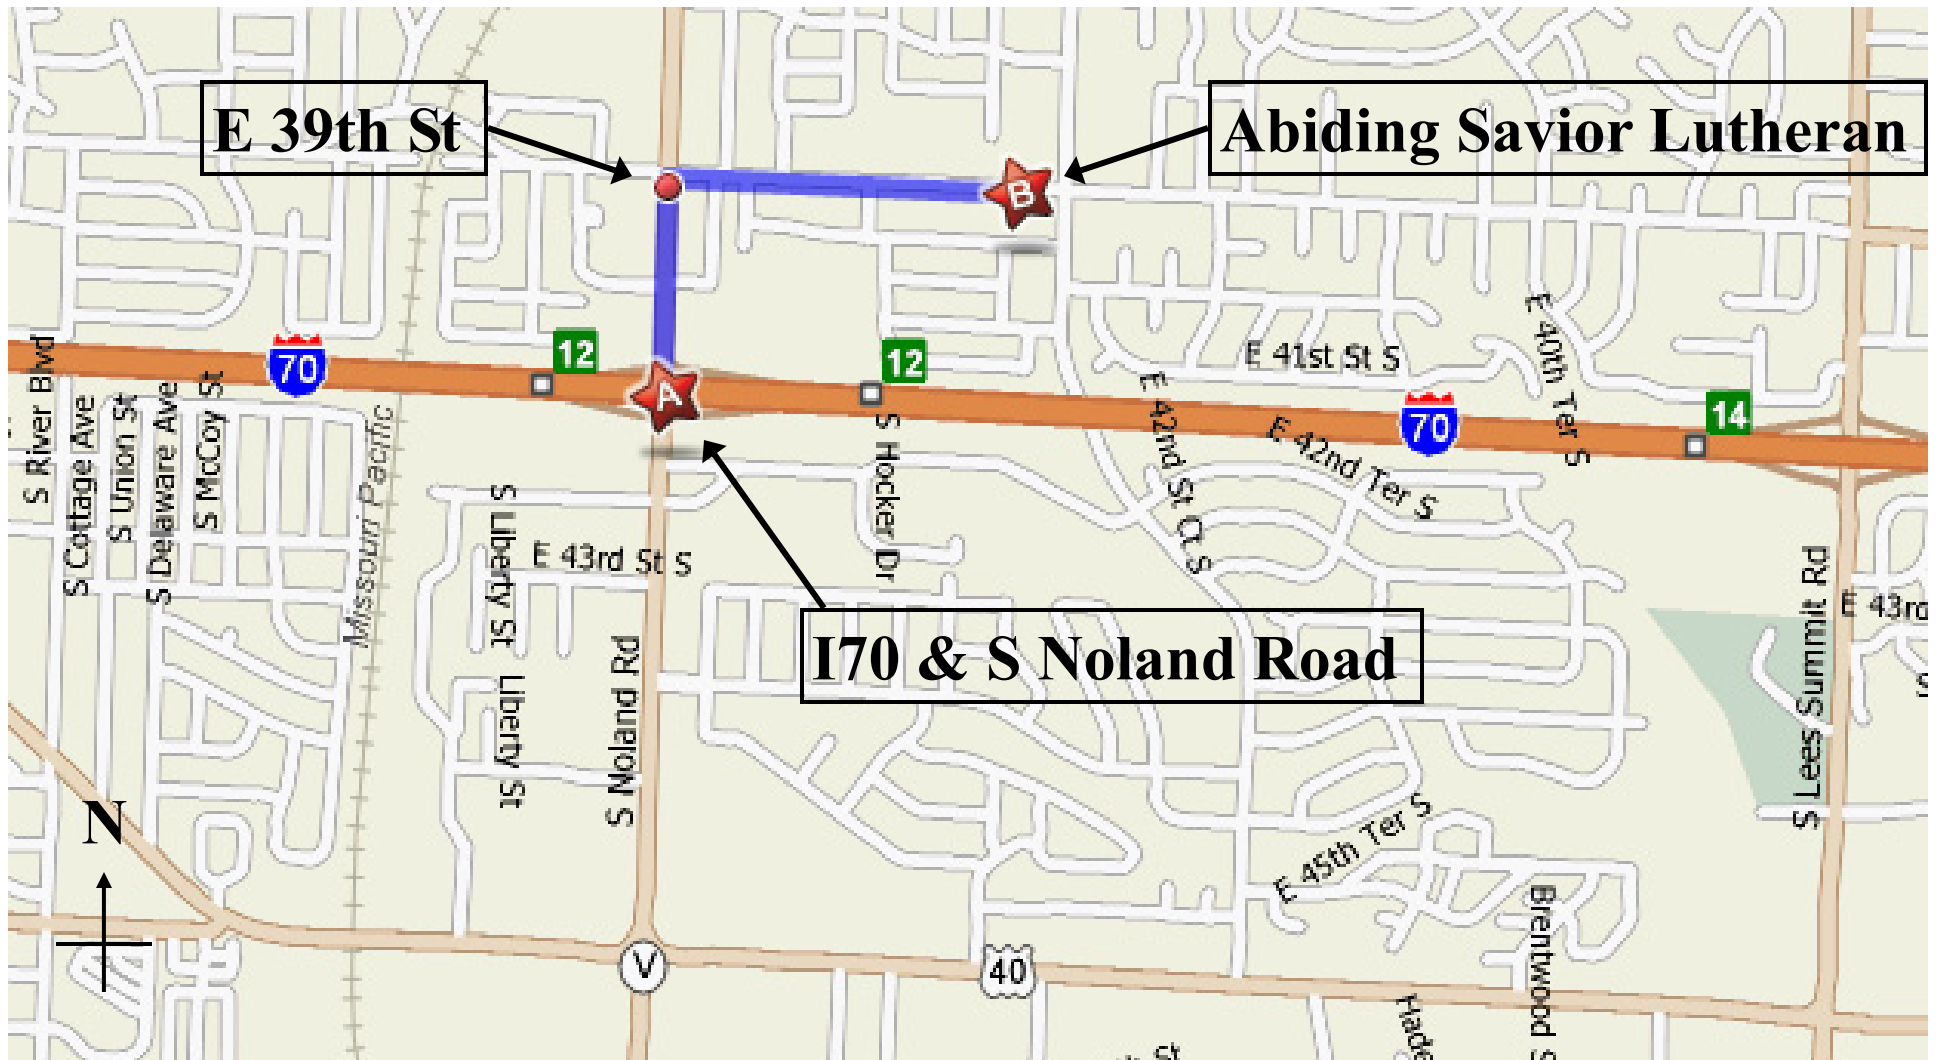 E 39th St
Abiding Savior Lutheran
B
70
12
A
12
E 41st St S
E 40th Ter S
70
14
S River Blvd
S Cottage Ave
S Union St
S Delaware Ave
S McCoy St
Missouri Pacific
S Hocker Dr
E 42nd St Ct S
E 42nd Ter S
S Liberty St
E 43rd St S
I70 & S Noland Road
S Lees Summit Rd
E 43rd
Liberty St
S Noland Rd
N
E 45th Ter S
Brentwood S
V
40